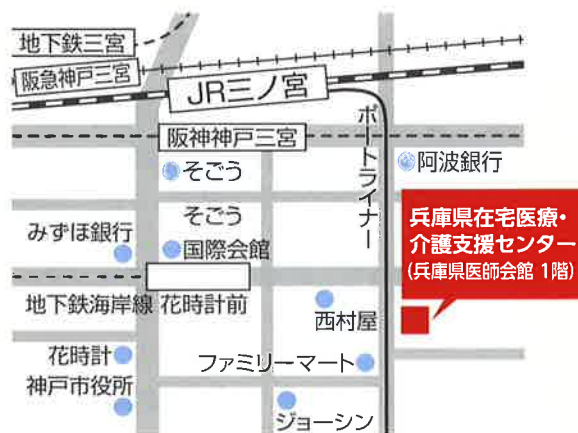 地下鉄三宮
阪急神戸三宮
JR三ノ宮
阪神神戸三宮
ポートライナー
そごう
阿波銀行
そごう
みずほ銀行
国際会館
兵庫県在宅医療・
介護支援センター
(兵庫県医師会館 1階)
地下鉄海岸線 花時計前
西村屋
花時計
ファミリーマート
神戸市役所
ジョーシン